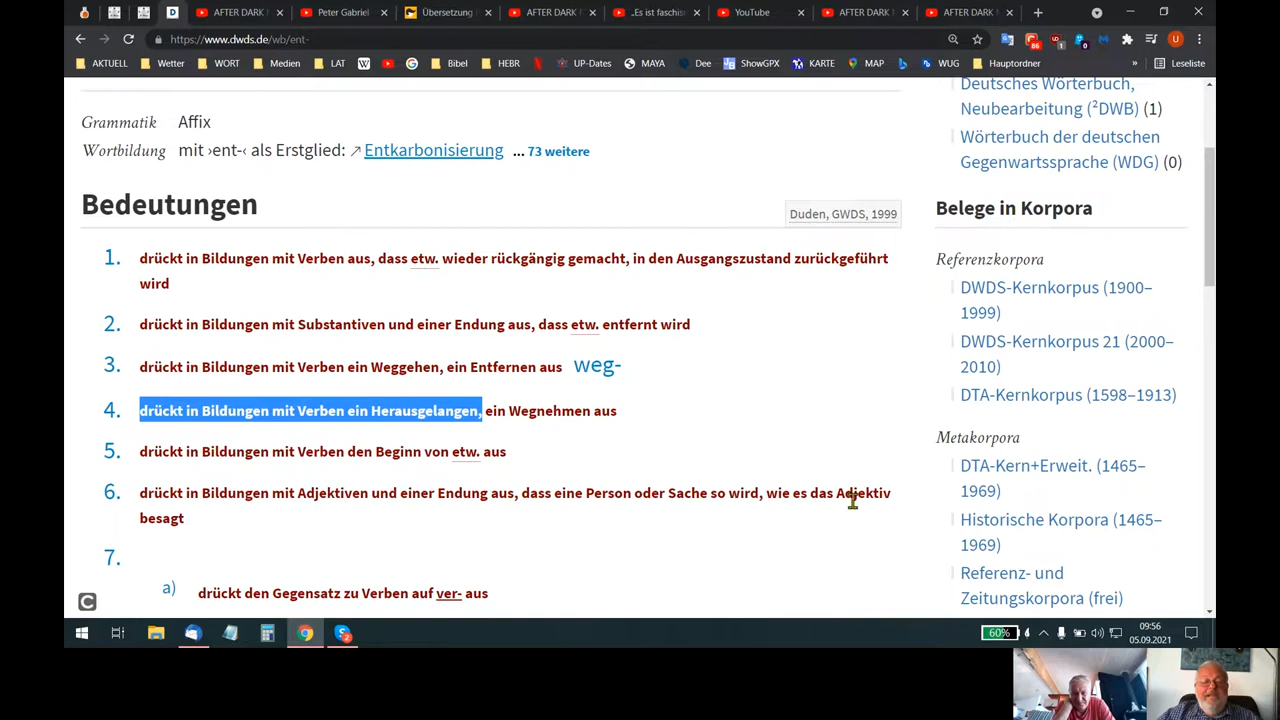 AFTER DARK
Peter Gabriel
Übersetzung
AFTER DARK
„Es ist faschis
YouTube
AFTER DARK
AFTER DARK
https://www.dwds.de/wb/ent-
86
1
0
U
AKTUELL
Wetter
WORT
Medien
LAT
W
Bibel
HEBR
UP-Dates
MAYA
Dee
ShowGPX
KARTE
MAP
WUG
Hauptordner
»
Leseliste
Grammatik Affix
Wortbildung mit ›ent-‹ als Erstglied: ↗ Entkarbonisierung ... 73 weitere
Bedeutungen
Duden, GWDS, 1999
1. drückt in Bildungen mit Verben aus, dass etw. wieder rückgängig gemacht, in den Ausgangszustand zurückgeführt
wird
2. drückt in Bildungen mit Substantiven und einer Endung aus, dass etw. entfernt wird
3. drückt in Bildungen mit Verben ein Weggehen, ein Entfernen aus weg-
4. drückt in Bildungen mit Verben ein Herausgelangen, ein Wegnehmen aus
5. drückt in Bildungen mit Verben den Beginn von etw. aus
6. drückt in Bildungen mit Adjektiven und einer Endung aus, dass eine Person oder Sache so wird, wie es das Adjektiv
besagt
7.
a) drückt den Gegensatz zu Verben auf ver- aus
Deutsches Wörterbuch,
Neubearbeitung (²DWB) (1)
Wörterbuch der deutschen
Gegenwartssprache (WDG) (0)
Belege in Korpora
Referenzkorpora
DWDS-Kernkorpus (1900–
1999)
DWDS-Kernkorpus 21 (2000–
2010)
DTA-Kernkorpus (1598–1913)
Metakorpora
DTA-Kern+Erweit. (1465–
1969)
Historische Korpora (1465–
1969)
Referenz- und
Zeitungskorpora (frei)
60%
09:56
05.09.2021